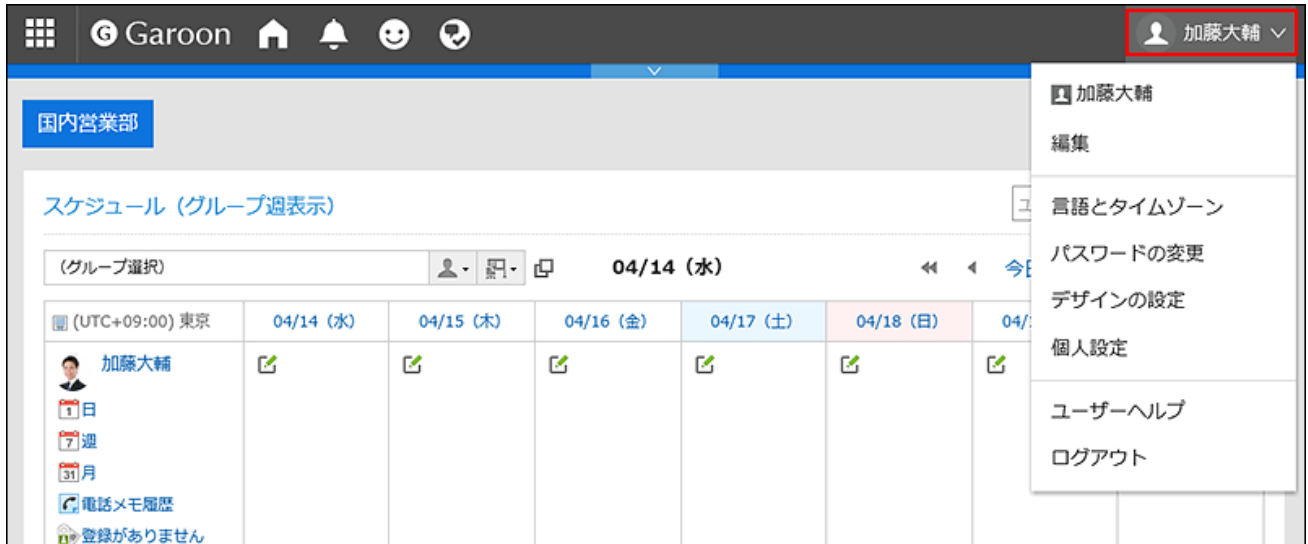 Garoon
加藤大輔
加藤大輔
編集
言語とタイムゾーン
パスワードの変更
デザインの設定
個人設定
ユーザーヘルプ
ログアウト
国内営業部
スケジュール（グループ週表示）
(グループ選択)
04/14（水）
(UTC+09:00) 東京 04/14（水） 04/15（木） 04/16（金） 04/17（土） 04/18（日） 04/
加藤大輔
1 日
7 週
31 月
電話メモ履歴
登録がありません